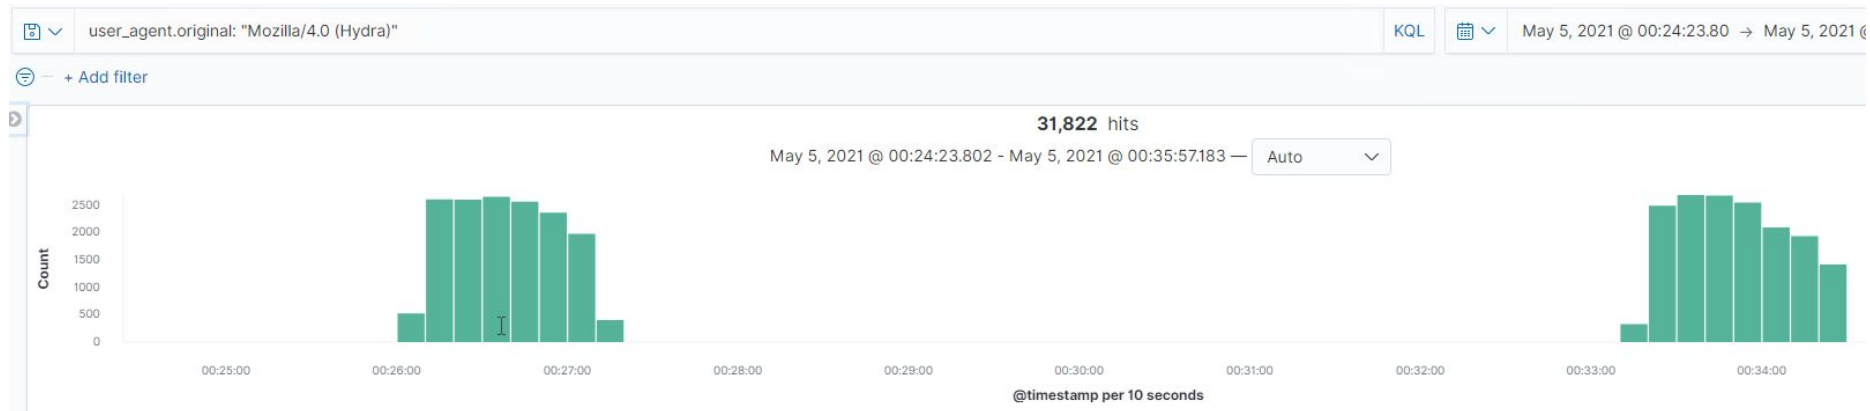 user_agent.original: "Mozilla/4.0 (Hydra)" KQL May 5, 2021 @ 00:24:23.80 → May 5, 2021 @
+ Add filter
31,822 hits
May 5, 2021 @ 00:24:23.802 - May 5, 2021 @ 00:35:57.183 — Auto
2500
2000
1500
1000
500
0
Count
00:25:00 00:26:00 00:27:00 00:28:00 00:29:00 00:30:00 00:31:00 00:32:00 00:33:00 00:34:00
@timestamp per 10 seconds